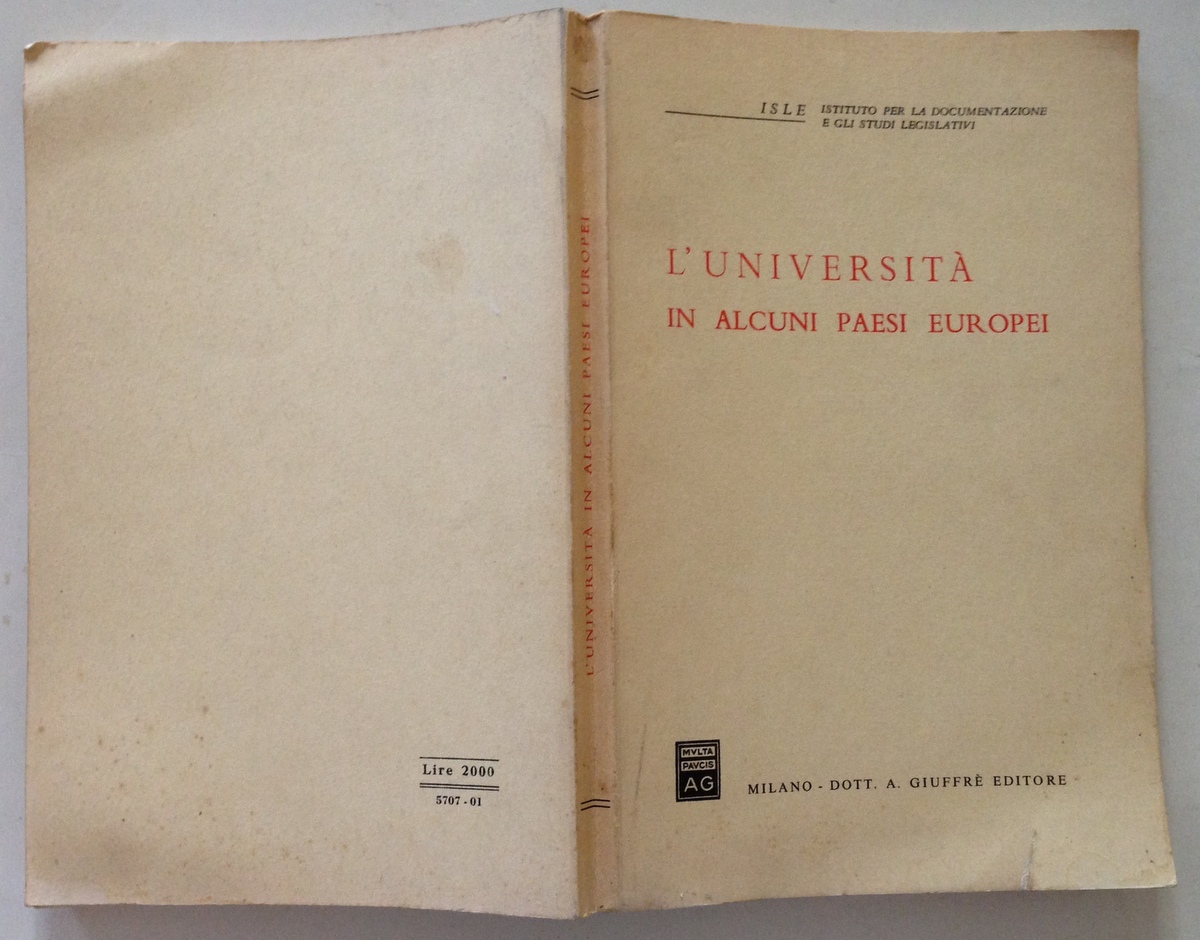 ISLE ISTITUTO PER LA DOCUMENTAZIONE
E GLI STUDI LEGISLATIVI
L'UNIVERSITÀ
IN ALCUNI PAESI EUROPEI
MVLTA
PAVCIS
AG
MILANO - DOTT. A. GIUFFRÈ EDITORE
L'UNIVERSITÀ IN ALCUNI PAESI EUROPEI
Lire 2000
5707-01